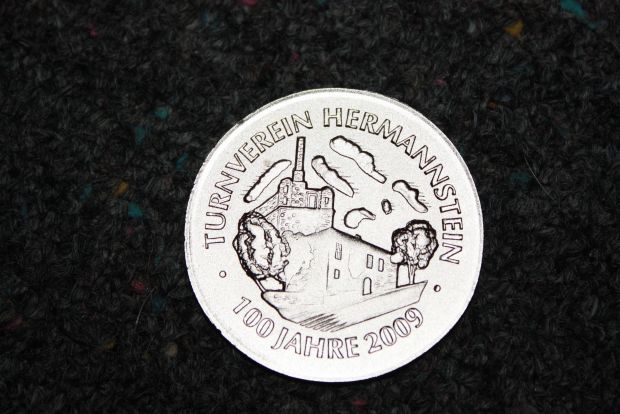 TURNVEREIN HERMANNSTEIN
100 JAHRE 2009